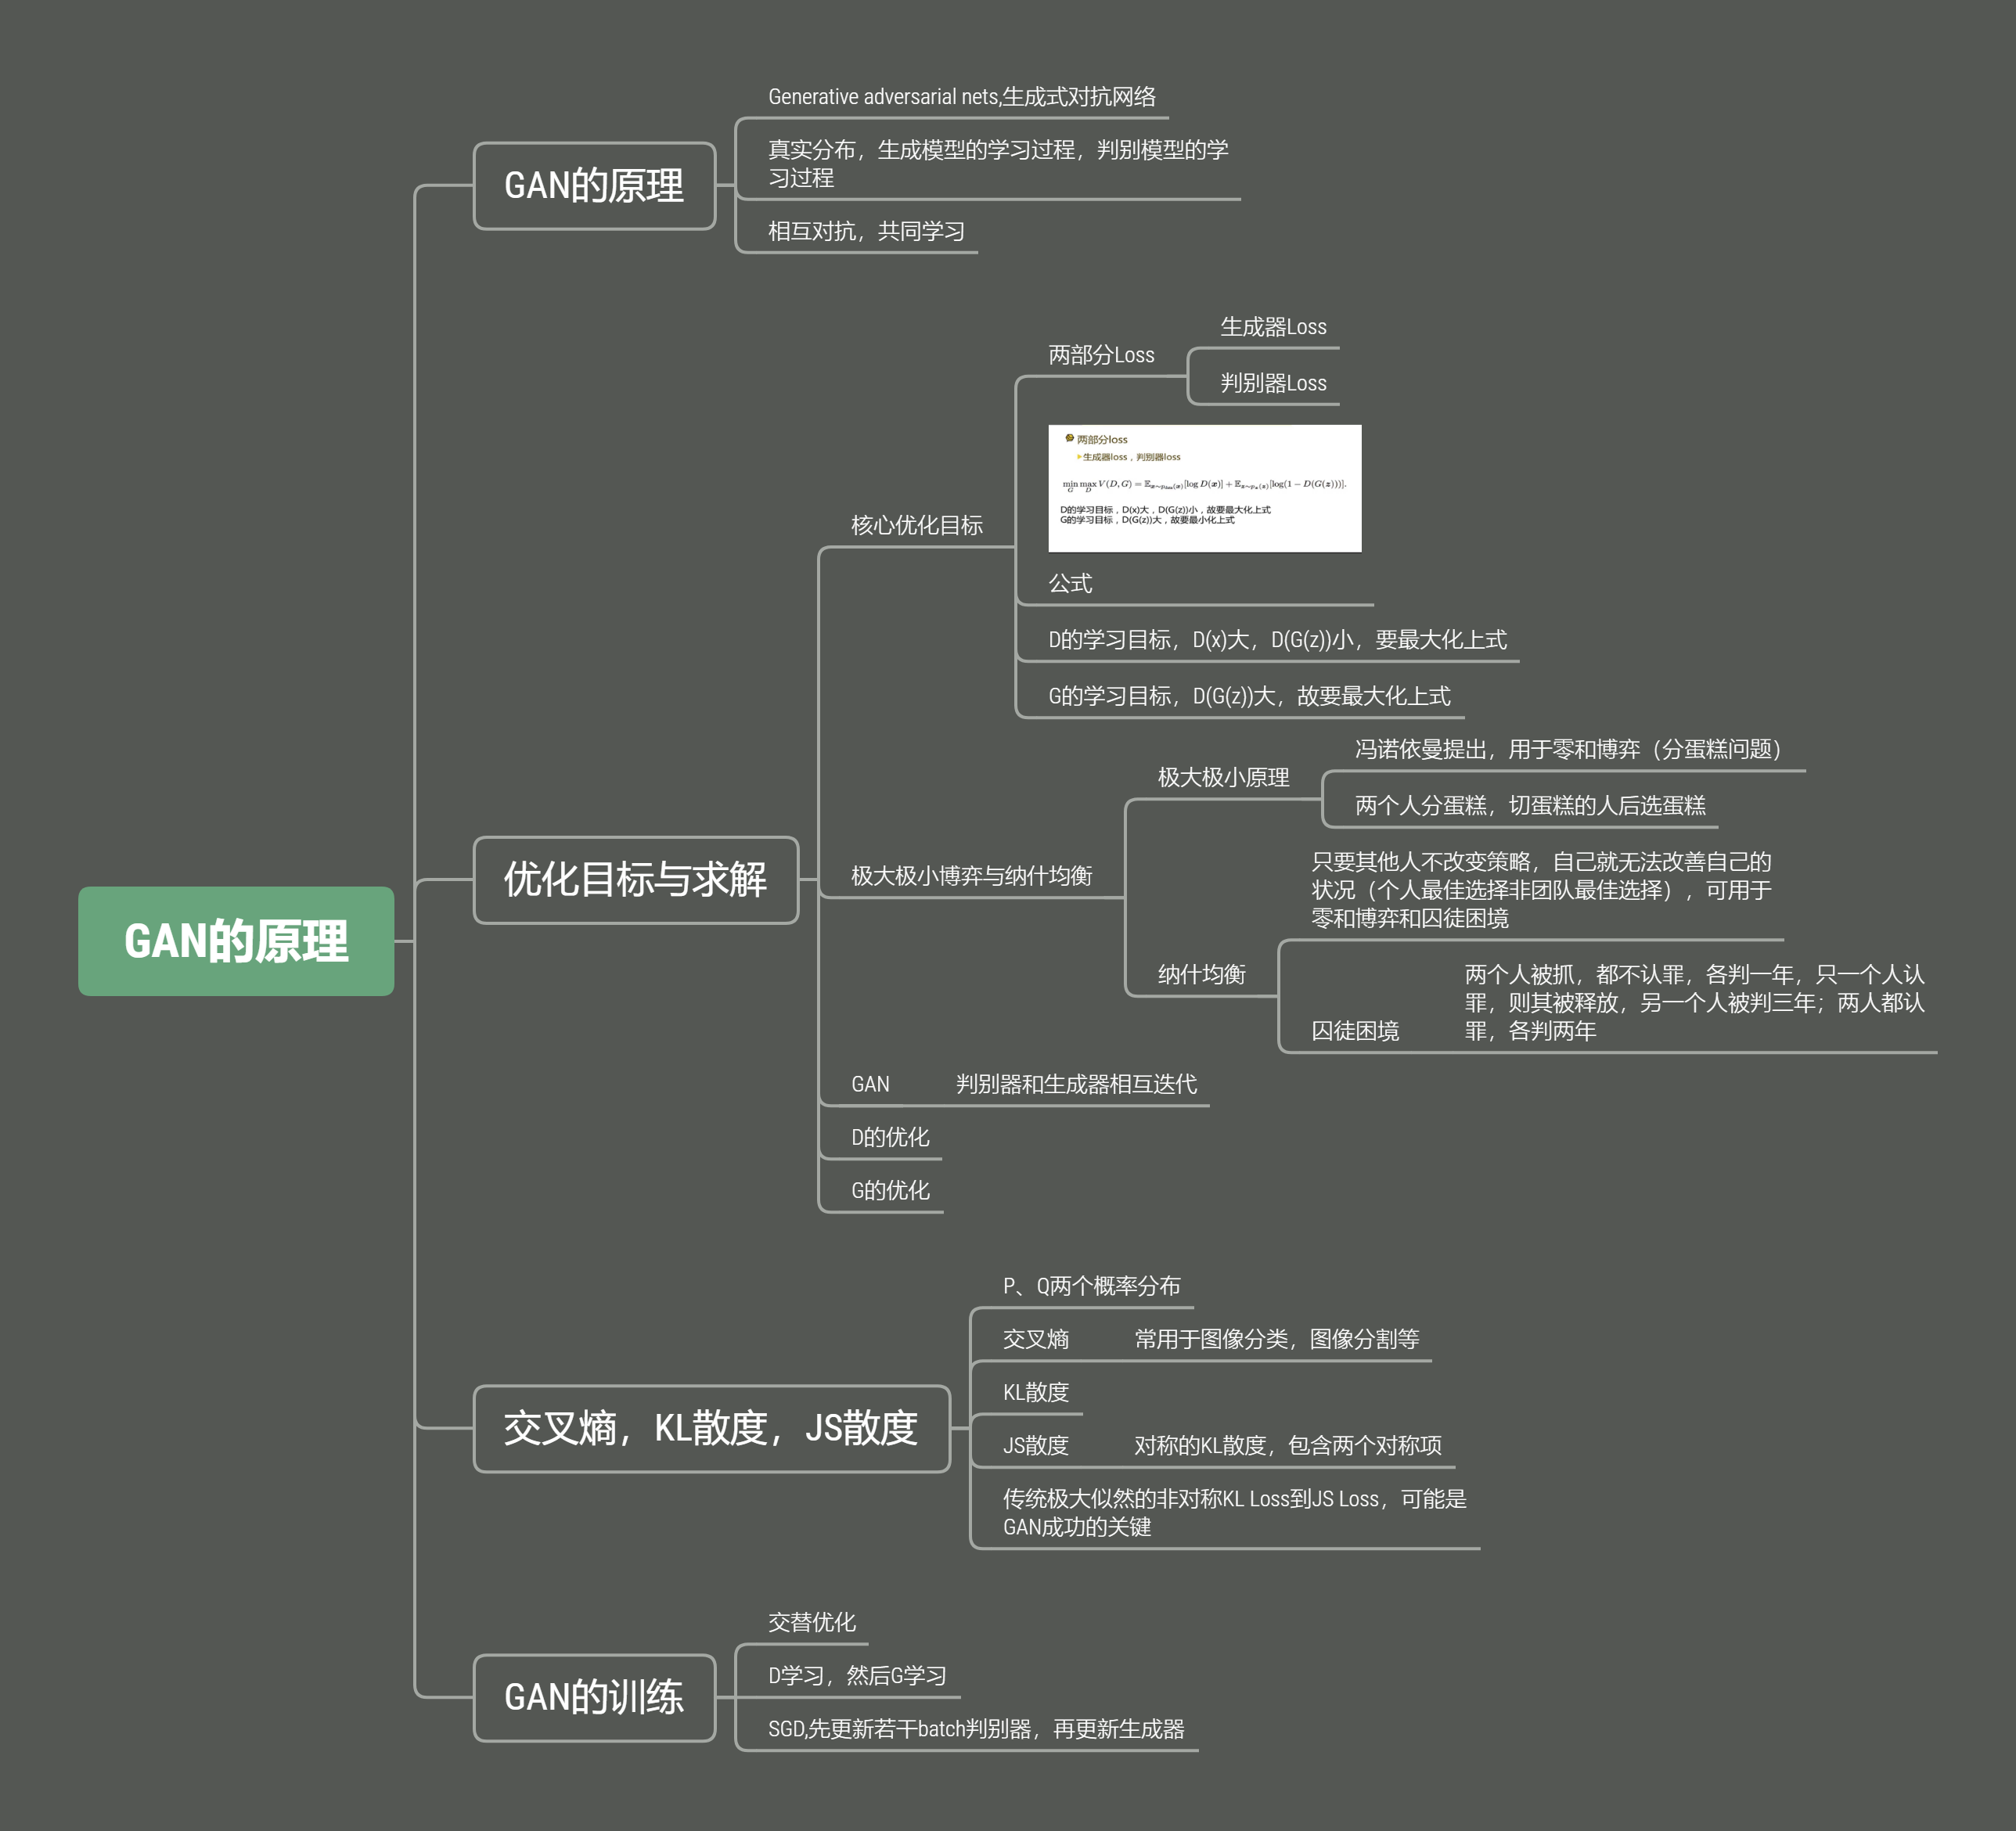 GAN的原理
GAN的原理
Generative adversarial nets,生成式对抗网络
真实分布，生成模型的学习过程，判别模型的学
习过程
相互对抗，共同学习
优化目标与求解
核心优化目标
两部分Loss
生成器Loss
判别器Loss
两部分loss
生成器loss，判别器loss
min_G max_D V(D, G) = 𝔼_{x∼p_data(x)}[log D(x)] + 𝔼_{z∼p_z(z)}[log(1 − D(G(z)))].
D的学习目标，D(x)大，D(G(z))小，故要最大化上式
G的学习目标，D(G(z))大，故要最小化上式
公式
D的学习目标，D(x)大，D(G(z))小，要最大化上式
G的学习目标，D(G(z))大，故要最大化上式
极大极小博弈与纳什均衡
极大极小原理
冯诺依曼提出，用于零和博弈（分蛋糕问题）
两个人分蛋糕，切蛋糕的人后选蛋糕
纳什均衡
只要其他人不改变策略，自己就无法改善自己的
状况（个人最佳选择非团队最佳选择），可用于
零和博弈和囚徒困境
囚徒困境
两个人被抓，都不认罪，各判一年，只一个人认
罪，则其被释放，另一个人被判三年；两人都认
罪，各判两年
GAN
判别器和生成器相互迭代
D的优化
G的优化
交叉熵，KL散度，JS散度
P、Q两个概率分布
交叉熵
常用于图像分类，图像分割等
KL散度
JS散度
对称的KL散度，包含两个对称项
传统极大似然的非对称KL Loss到JS Loss，可能是
GAN成功的关键
GAN的训练
交替优化
D学习，然后G学习
SGD,先更新若干batch判别器，再更新生成器